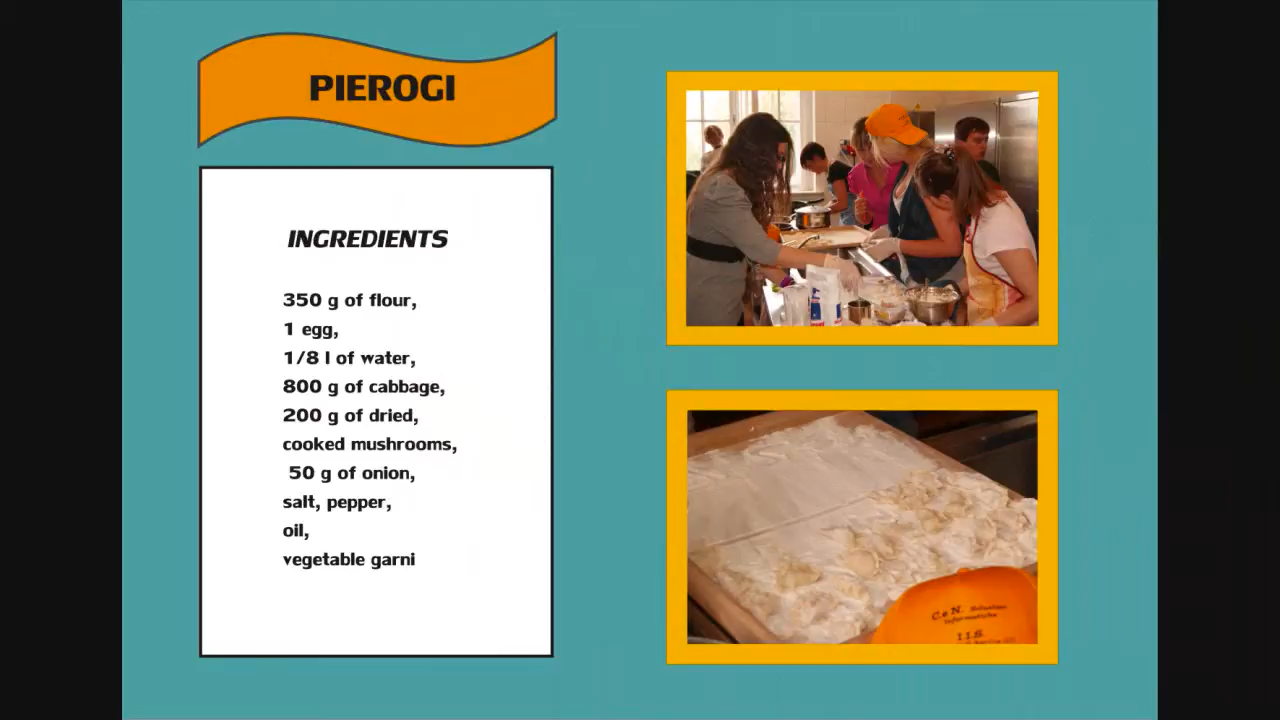 PIEROGI
INGREDIENTS
350 g of flour,
1 egg,
1/8 l of water,
800 g of cabbage,
200 g of dried,
cooked mushrooms,
50 g of onion,
salt, pepper,
oil,
vegetable garni
C.e N.
I.I.S.